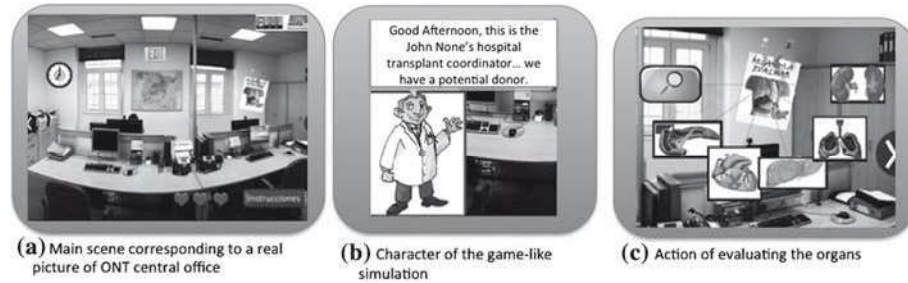 Good Afternoon, this is the
John None's hospital
transplant coordinator... we
have a potential donor.
Instrucciones
(a) Main scene corresponding to a real
picture of ONT central office
(b) Character of the game-like
simulation
(c) Action of evaluating the organs